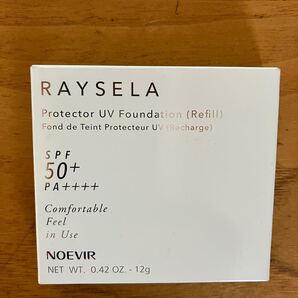 RAYSELA
Protector UV Foundation (Refill)
Fond de Teint Protecteur UV (Recharge)
SPF
50+
PA++++
Comfortable
Feel
in Use
NOEVIR
NET WT. 0.42 OZ. - 12g